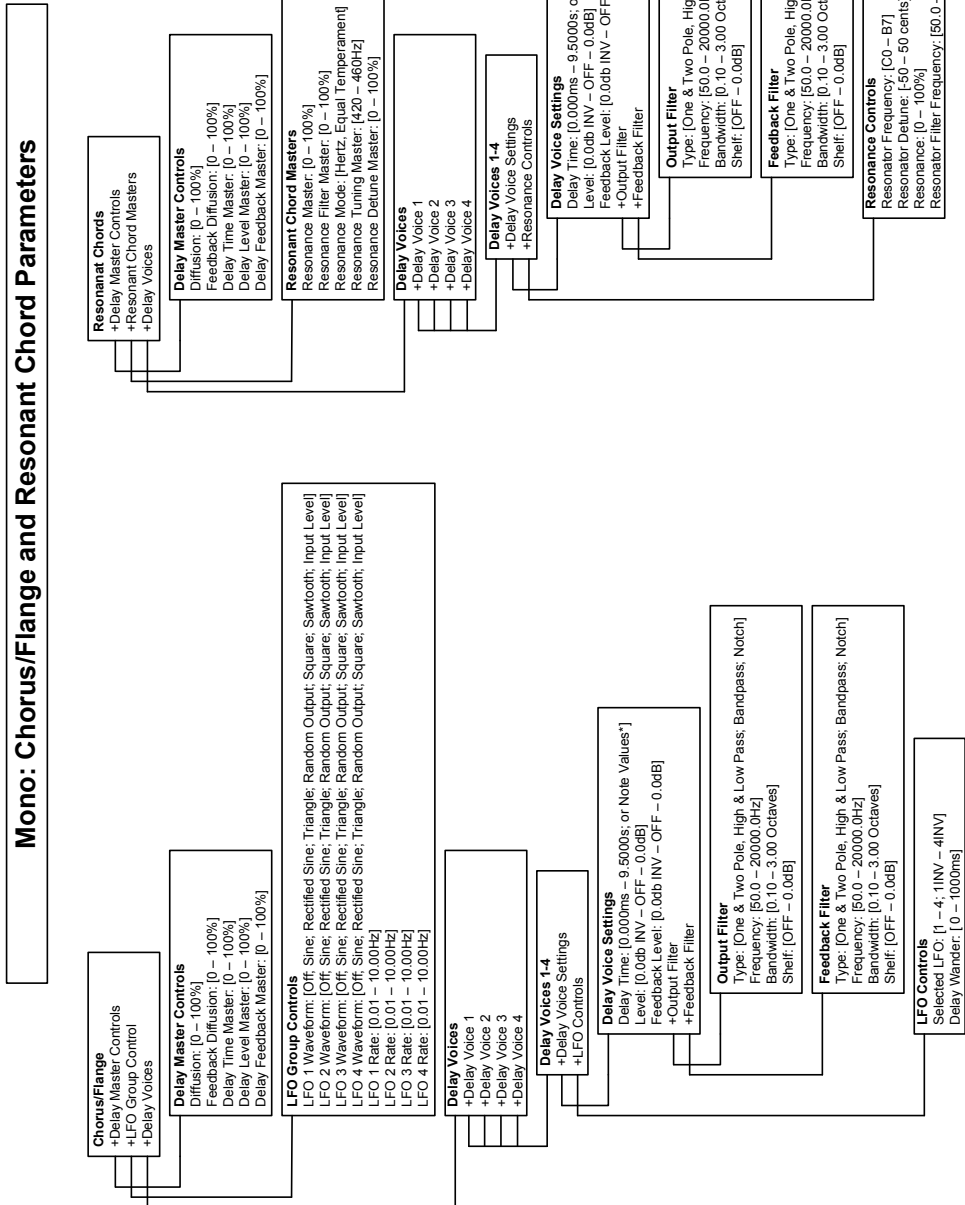 Mono: Chorus/Flange and Resonant Chord Parameters
Chorus/Flange
+Delay Master Controls
+LFO Group Control
+Delay Voices
Delay Master Controls
Diffusion: [0 – 100%]
Feedback Diffusion: [0 – 100%]
Delay Time Master: [0 – 100%]
Delay Level Master: [0 – 100%]
Delay Feedback Master: [0 – 100%]
LFO Group Controls
LFO 1 Waveform: [Off; Sine; Rectified Sine; Triangle; Random Output; Square; Sawtooth; Input Level]
LFO 2 Waveform: [Off; Sine; Rectified Sine; Triangle; Random Output; Square; Sawtooth; Input Level]
LFO 3 Waveform: [Off; Sine; Rectified Sine; Triangle; Random Output; Square; Sawtooth; Input Level]
LFO 4 Waveform: [Off; Sine; Rectified Sine; Triangle; Random Output; Square; Sawtooth; Input Level]
LFO 1 Rate: [0.01 – 10.00Hz]
LFO 2 Rate: [0.01 – 10.00Hz]
LFO 3 Rate: [0.01 – 10.00Hz]
LFO 4 Rate: [0.01 – 10.00Hz]
Delay Voices
+Delay Voice 1
+Delay Voice 2
+Delay Voice 3
+Delay Voice 4
Delay Voices 1-4
+Delay Voice Settings
+LFO Controls
Delay Voice Settings
Delay Time: [0.000ms – 9.5000s; or Note Values*]
Level: [0.0db INV – OFF – 0.0dB]
Feedback Level: [0.0db INV – OFF – 0.0dB]
+Output Filter
+Feedback Filter
Output Filter
Type: [One & Two Pole, High & Low Pass; Bandpass; Notch]
Frequency: [50.0 – 20000.0Hz]
Bandwidth: [0.10 – 3.00 Octaves]
Shelf: [OFF – 0.0dB]
Feedback Filter
Type: [One & Two Pole, High & Low Pass; Bandpass; Notch]
Frequency: [50.0 – 20000.0Hz]
Bandwidth: [0.10 – 3.00 Octaves]
Shelf: [OFF – 0.0dB]
LFO Controls
Selected LFO: [1 – 4; 1INV – 4INV]
Delay Wander: [ 0 – 1000ms]
Resonanat Chords
+Delay Master Controls
+Resonant Chord Masters
+Delay Voices
Delay Master Controls
Diffusion: [0 – 100%]
Feedback Diffusion: [0 – 100%]
Delay Time Master: [0 – 100%]
Delay Level Master: [0 – 100%]
Delay Feedback Master: [0 – 100%]
Resonant Chord Masters
Resonance Master: [0 – 100%]
Resonance Filter Master: [0 – 100%]
Resonance Mode: [Hertz, Equal Temperament]
Resonance Tuning Master: [420 – 460Hz]
Resonance Detune Master: [0 – 100%]
Delay Voices
+Delay Voice 1
+Delay Voice 2
+Delay Voice 3
+Delay Voice 4
Delay Voices 1-4
+Delay Voice Settings
+Resonance Controls
Delay Voice Settings
Delay Time: [0.000ms – 9.5000s;
Level: [0.0db INV – OFF – 0.0dB]
Feedback Level: [0.0db INV – OFF
+Output Filter
+Feedback Filter
Output Filter
Type: [One & Two Pole,
Frequency: [50.0 –
Bandwidth: [0.10 – 3.00
Shelf: [OFF – 0.0dB]
Feedback Filter
Type: [One & Two Pole,
Frequency: [50.0 –
Bandwidth: [0.10 – 3.00
Shelf: [OFF – 0.0dB]
Resonance Controls
Resonator Frequency: [C0 – B7]
Resonator Detune: [-50 – 50 cents
Resonance: [0 – 100%]
Resonator Filter Frequency: [50.0